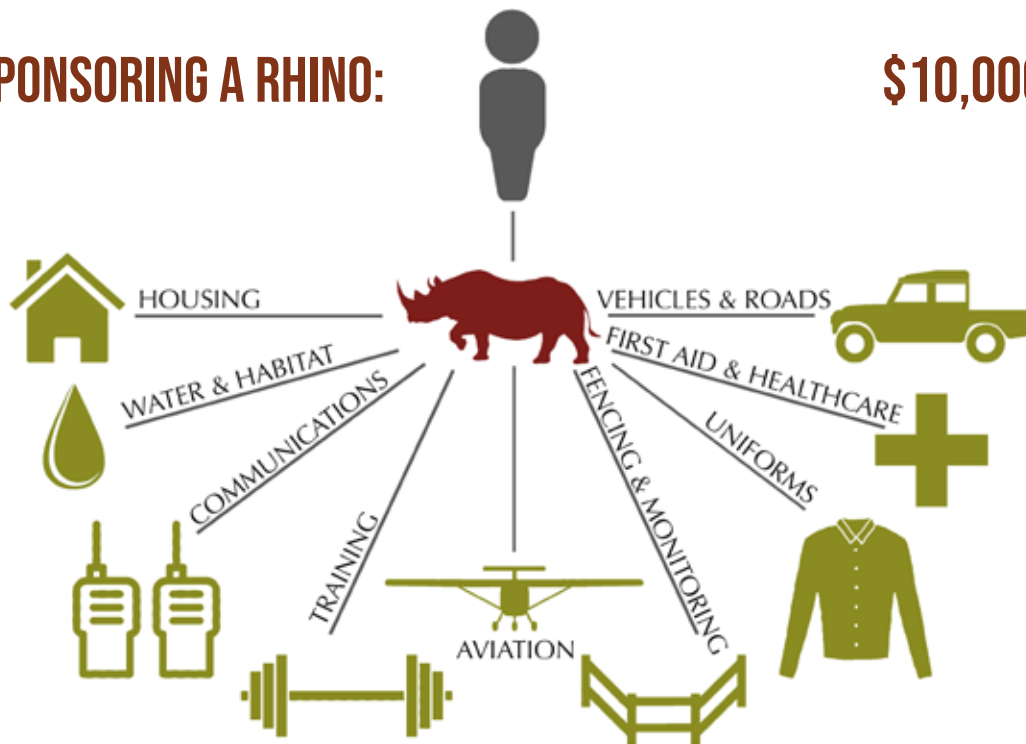 PONSORING A RHINO:
$10,000
HOUSING
VEHICLES & ROADS
WATER & HABITAT
FIRST AID & HEALTHCARE
COMMUNICATIONS
UNIFORMS
TRAINING
FENCING & MONITORING
AVIATION